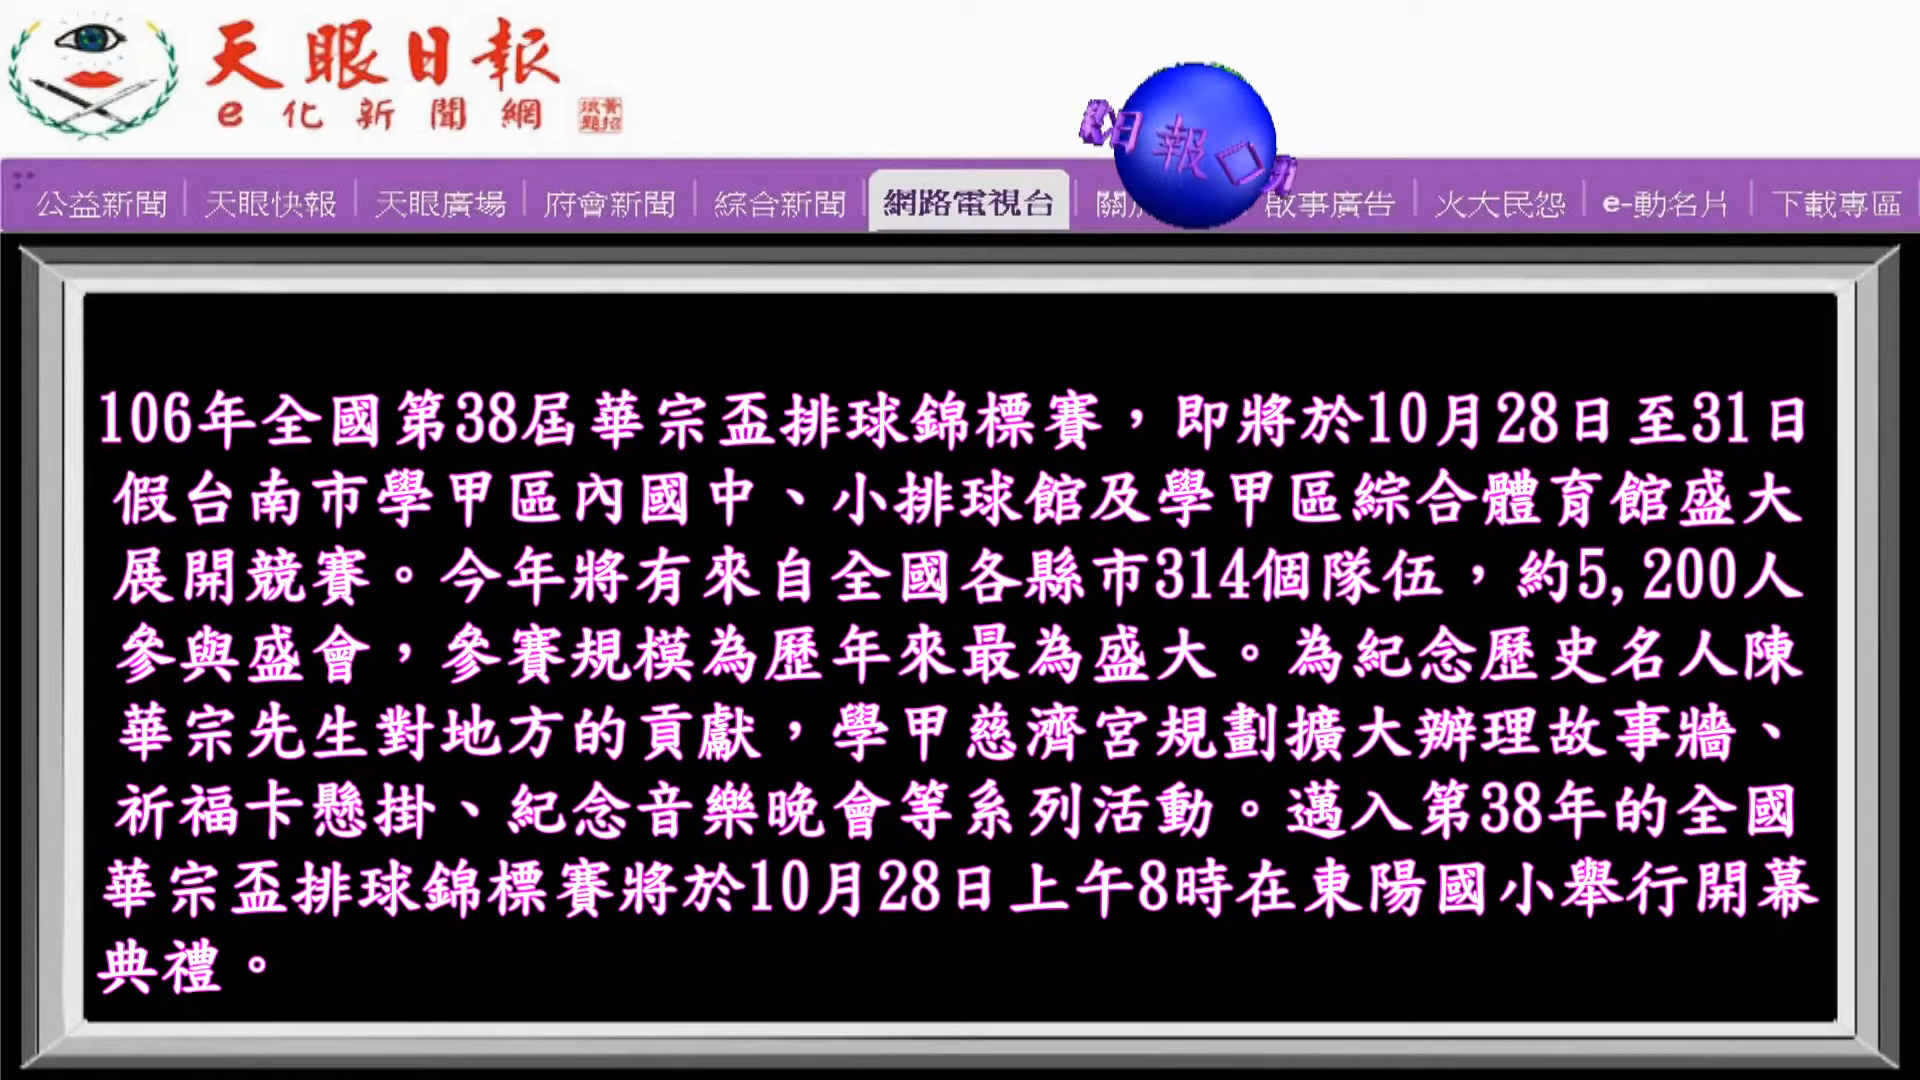 天眼日報
e化新聞網
日報
公益新聞
天眼快報
天眼廣場
府會新聞
綜合新聞
網路電視台
啟事廣告
火大民怨
e-動名片
下載專區
106年全國第38屆華宗盃排球錦標賽，即將於10月28日至31日
假台南市學甲區內國中、小排球館及學甲區綜合體育館盛大
展開競賽。今年將有來自全國各縣市314個隊伍，約5,200人
參與盛會，參賽規模為歷年來最為盛大。為紀念歷史名人陳
華宗先生對地方的貢獻，學甲慈濟宮規劃擴大辦理故事牆、
祈福卡懸掛、紀念音樂晚會等系列活動。邁入第38年的全國
華宗盃排球錦標賽將於10月28日上午8時在東陽國小舉行開幕
典禮。